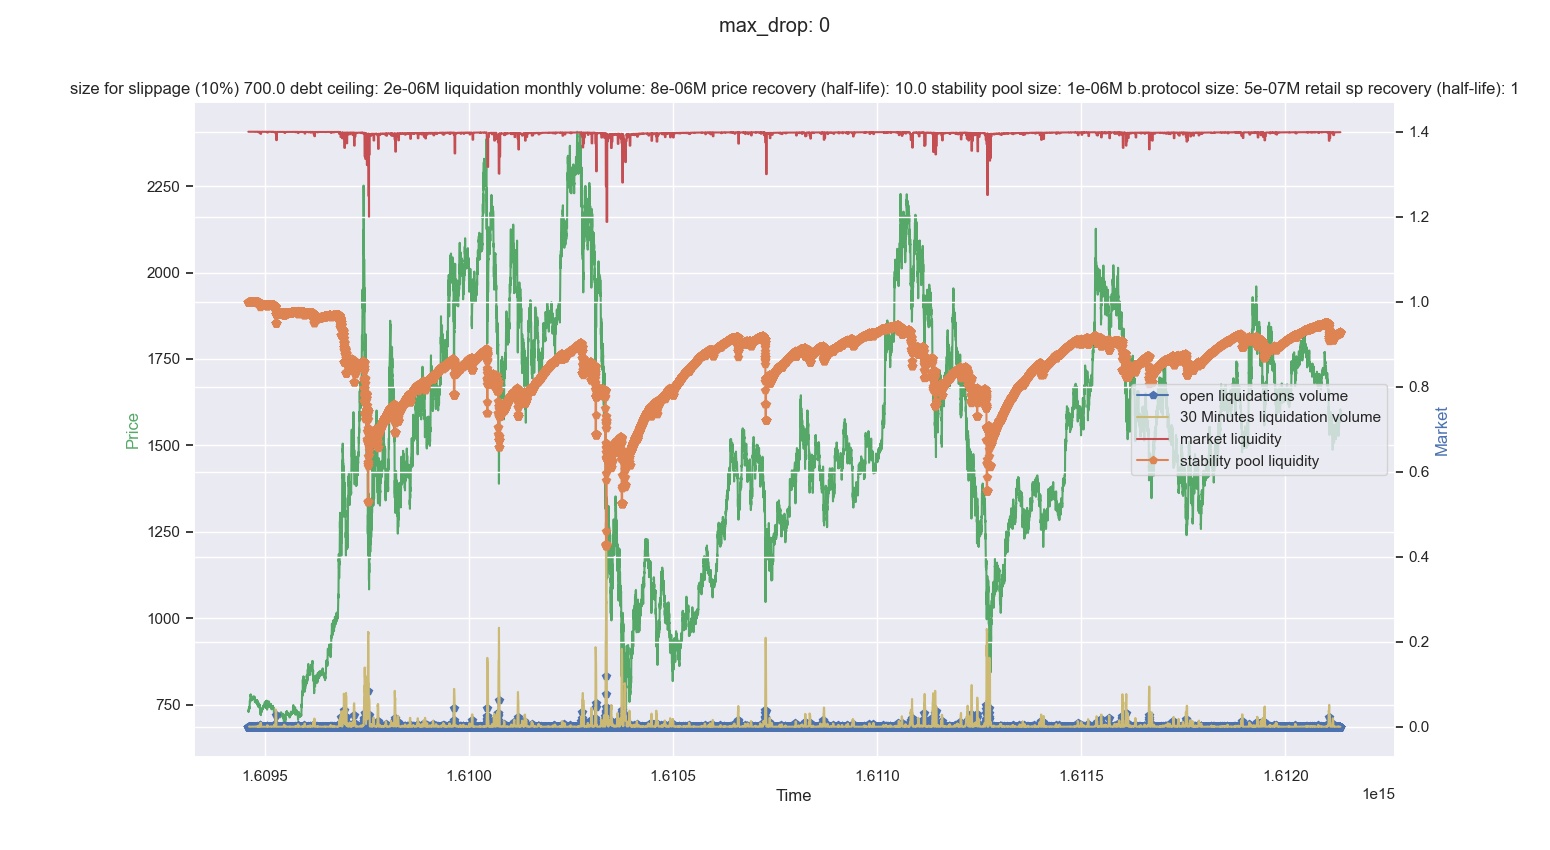 max_drop: 0
size for slippage (10%) 700.0 debt ceiling: 2e-06M liquidation monthly volume: 8e-06M price recovery (half-life): 10.0 stability pool size: 1e-06M b.protocol size: 5e-07M retail sp recovery (half-life): 1
2250
2000
1750
1500
1250
1000
750
Price
1.4
1.2
1.0
0.8
0.6
0.4
0.2
0.0
Market
open liquidations volume
30 Minutes liquidation volume
market liquidity
stability pool liquidity
1.6095 1.6100 1.6105 1.6110 1.6115 1.6120
Time
1e15